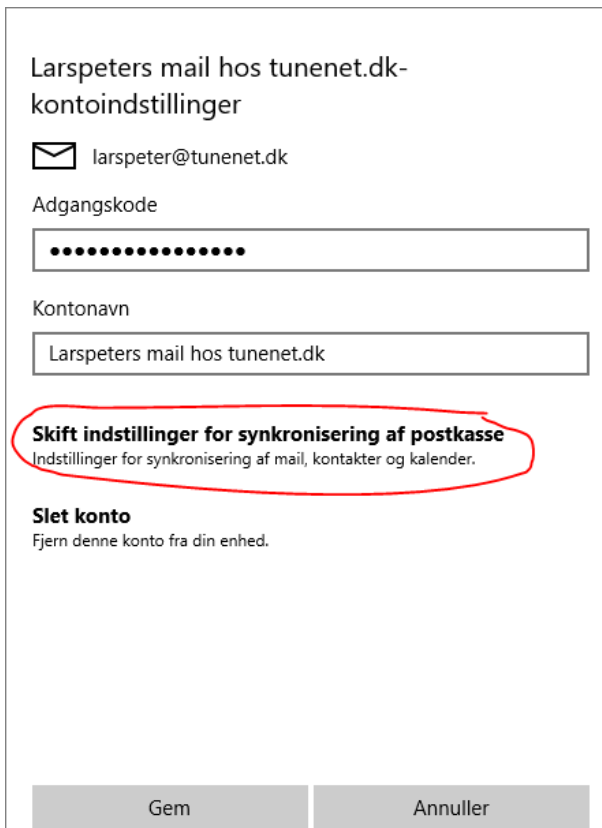 Larspeters mail hos tunenet.dk-
kontoindstillinger
larspeter@tunenet.dk
Adgangskode
••••••••••••••••
Kontonavn
Larspeters mail hos tunenet.dk
Skift indstillinger for synkronisering af postkasse
Indstillinger for synkronisering af mail, kontakter og kalender.
Slet konto
Fjern denne konto fra din enhed.
Gem
Annuller